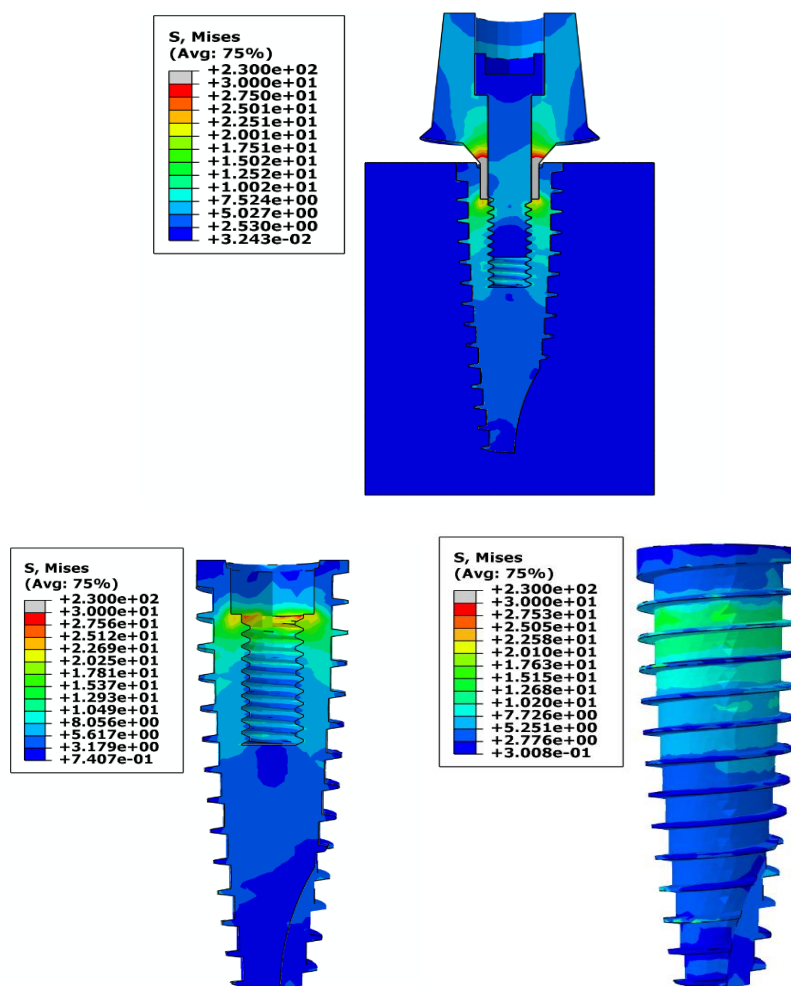 S, Mises
(Avg: 75%)
+2.300e+02
+3.000e+01
+2.750e+01
+2.501e+01
+2.251e+01
+2.001e+01
+1.751e+01
+1.502e+01
+1.252e+01
+1.002e+01
+7.524e+00
+5.027e+00
+2.530e+00
+3.243e-02
S, Mises
(Avg: 75%)
+2.300e+02
+3.000e+01
+2.756e+01
+2.512e+01
+2.269e+01
+2.025e+01
+1.781e+01
+1.537e+01
+1.293e+01
+1.049e+01
+8.056e+00
+5.617e+00
+3.179e+00
+7.407e-01
S, Mises
(Avg: 75%)
+2.300e+02
+3.000e+01
+2.753e+01
+2.505e+01
+2.258e+01
+2.010e+01
+1.763e+01
+1.515e+01
+1.268e+01
+1.020e+01
+7.726e+00
+5.251e+00
+2.776e+00
+3.008e-01